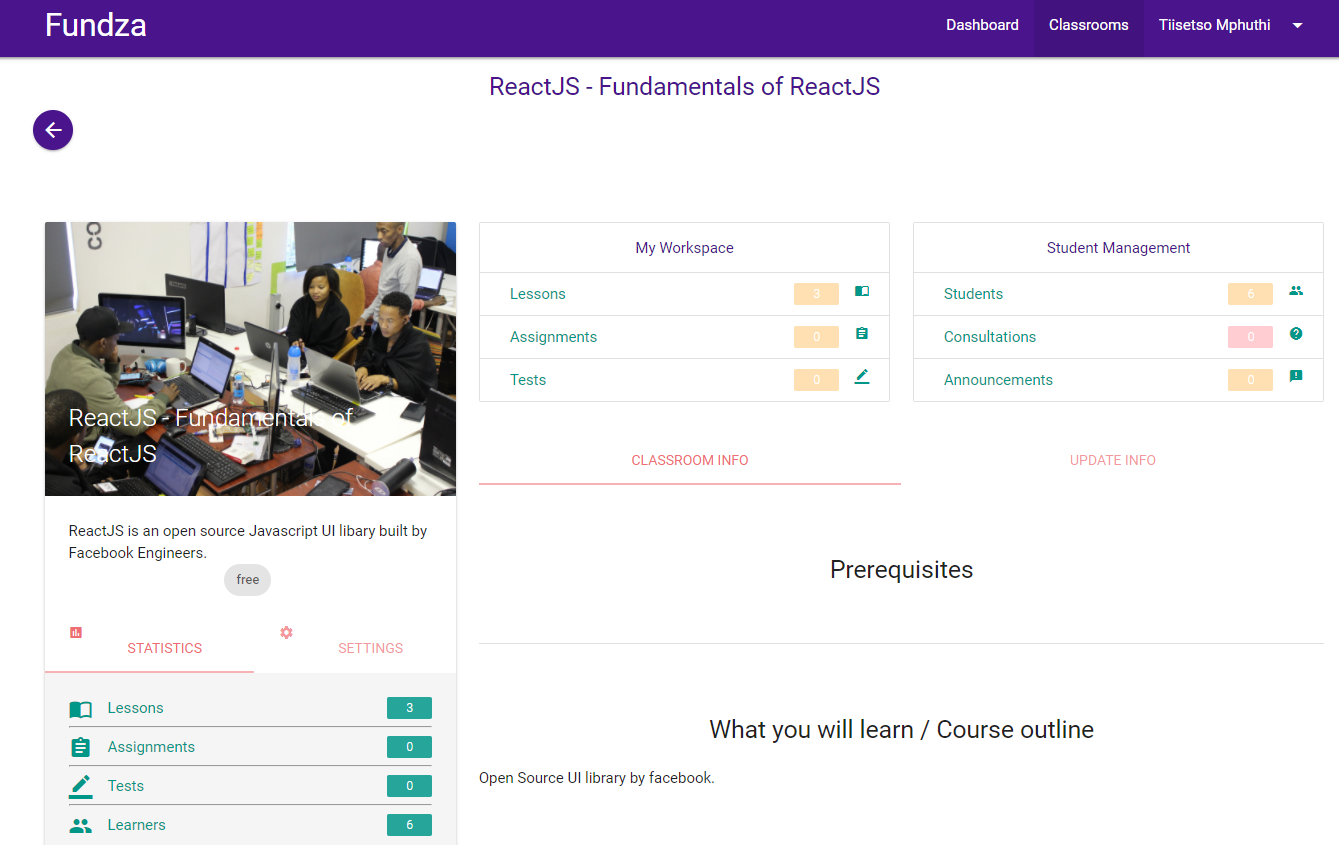 Fundza
Dashboard
Classrooms
Tiisetso Mphuthi
ReactJS - Fundamentals of ReactJS
CO
ReactJS - Fundamentals of
ReactJS
ReactJS is an open source Javascript UI libary built by
Facebook Engineers.
free
STATISTICS
SETTINGS
Lessons 3
Assignments 0
Tests 0
Learners 6
My Workspace
Lessons 3
Assignments 0
Tests 0
Student Management
Students 6
Consultations 0
Announcements 0
CLASSROOM INFO
UPDATE INFO
Prerequisites
What you will learn / Course outline
Open Source UI library by facebook.